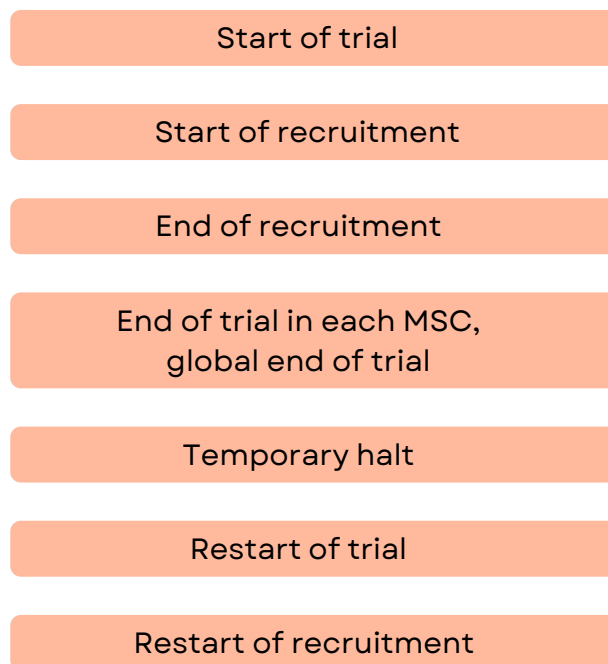 Start of trial
Start of recruitment
End of recruitment
End of trial in each MSC,
global end of trial
Temporary halt
Restart of trial
Restart of recruitment